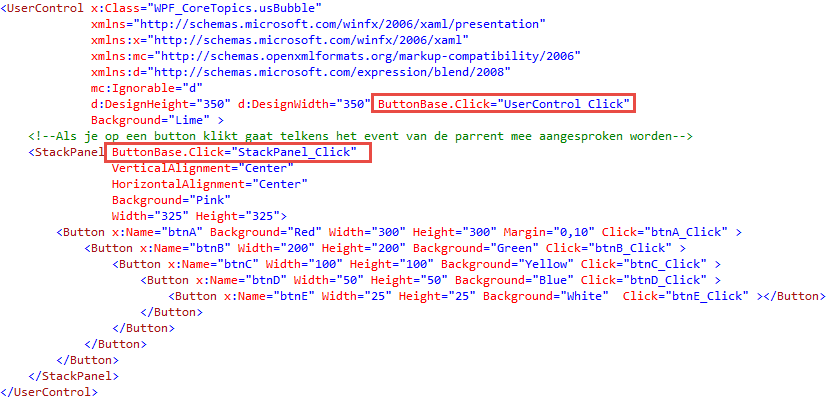 <UserControl x:Class="WPF_CoreTopics.usBubble"
xmlns="http://schemas.microsoft.com/winfx/2006/xaml/presentation"
xmlns:x="http://schemas.microsoft.com/winfx/2006/xaml"
xmlns:mc="http://schemas.openxmlformats.org/markup-compatibility/2006"
xmlns:d="http://schemas.microsoft.com/expression/blend/2008"
mc:Ignorable="d"
d:DesignHeight="350" d:DesignWidth="350" ButtonBase.Click="UserControl_Click"
Background="Lime" >
<!--Als je op een button klikt gaat telkens het event van de parrent mee aangesproken worden-->
<StackPanel ButtonBase.Click="StackPanel_Click"
VerticalAlignment="Center"
HorizontalAlignment="Center"
Background="Pink"
Width="325" Height="325">
<Button x:Name="btnA" Background="Red" Width="300" Height="300" Margin="0,10" Click="btnA_Click" >
<Button x:Name="btnB" Width="200" Height="200" Background="Green" Click="btnB_Click" >
<Button x:Name="btnC" Width="100" Height="100" Background="Yellow" Click="btnC_Click" >
<Button x:Name="btnD" Width="50" Height="50" Background="Blue" Click="btnD_Click" >
<Button x:Name="btnE" Width="25" Height="25" Background="White"  Click="btnE_Click" ></Button>
</Button>
</Button>
</Button>
</Button>
</StackPanel>
</UserControl>